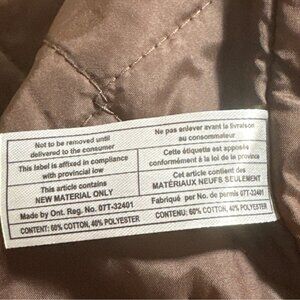 Not to be removed until
delivered to the consumer
This label is affixed in compliance
with provincial low
This article contains
NEW MATERIAL ONLY
Made by Ont. Reg. No. 07T-32401
CONTENT: 60% COTTON, 40% POLYESTER
Ne pas enlever avant la livraison
au consommateur
Cette étiquette est apposée
conformément à la loi de la province
Cet article contient des
MATÉRIAUX NEUFS SEULEMENT
Fabriqué per No. de permis 07T-32401
CONTENU: 60% COTTON, 40% POLYESTER